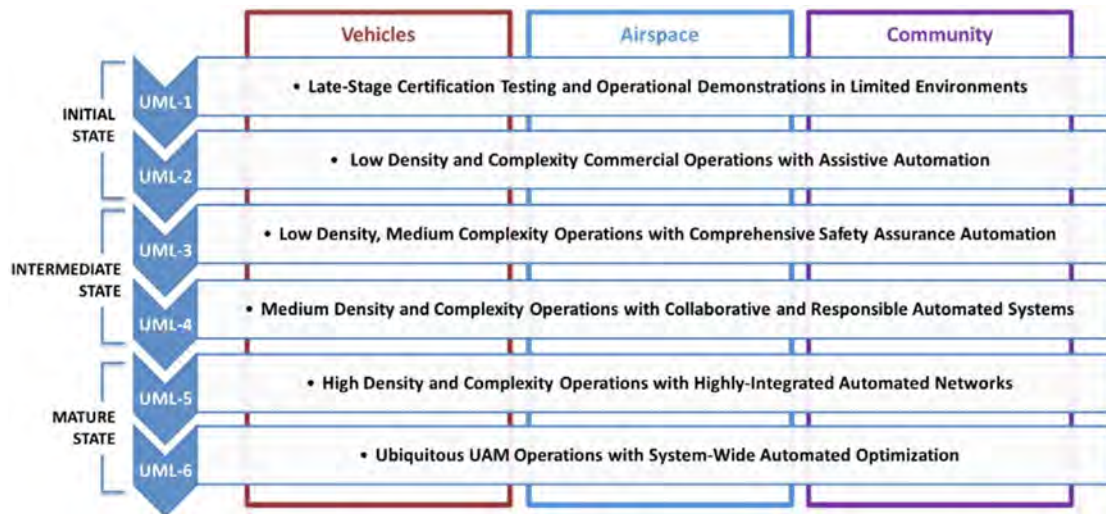 Vehicles
Airspace
Community
INITIAL
STATE
UML-1
• Late-Stage Certification Testing and Operational Demonstrations in Limited Environments
UML-2
• Low Density and Complexity Commercial Operations with Assistive Automation
INTERMEDIATE
STATE
UML-3
• Low Density, Medium Complexity Operations with Comprehensive Safety Assurance Automation
UML-4
• Medium Density and Complexity Operations with Collaborative and Responsible Automated Systems
MATURE
STATE
UML-5
• High Density and Complexity Operations with Highly-Integrated Automated Networks
UML-6
• Ubiquitous UAM Operations with System-Wide Automated Optimization